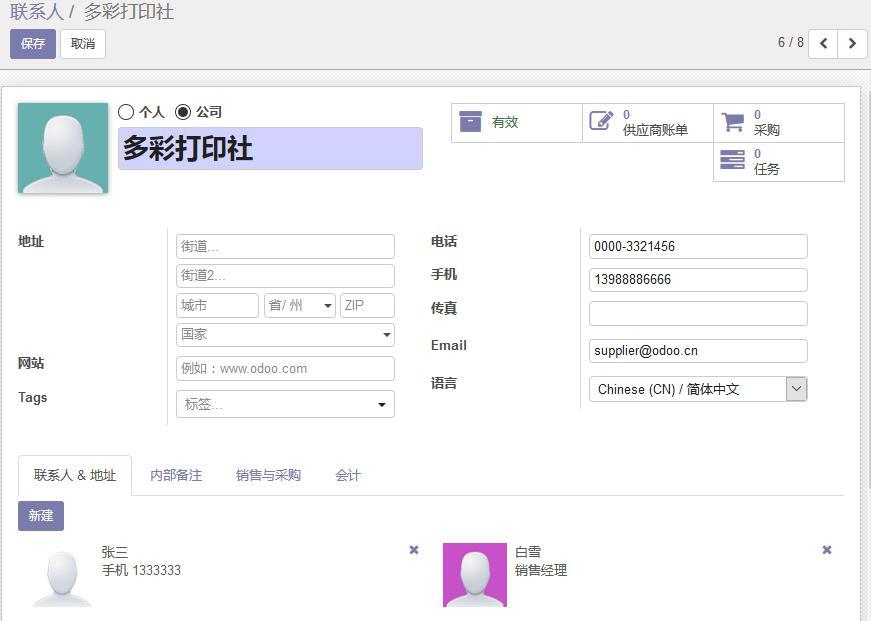 联系人 / 多彩打印社
保存 取消
6 / 8
个人 公司
多彩打印社
有效
0
供应商账单
0
采购
0
任务
地址
街道...
街道2...
城市 省/ 州 ZIP
国家
网站
例如：www.odoo.com
Tags
标签...
电话
0000-3321456
手机
13988886666
传真
Email
supplier@odoo.cn
语言
Chinese (CN) / 简体中文
联系人 & 地址 内部备注 销售与采购 会计
新建
张三
手机 1333333
白雪
销售经理